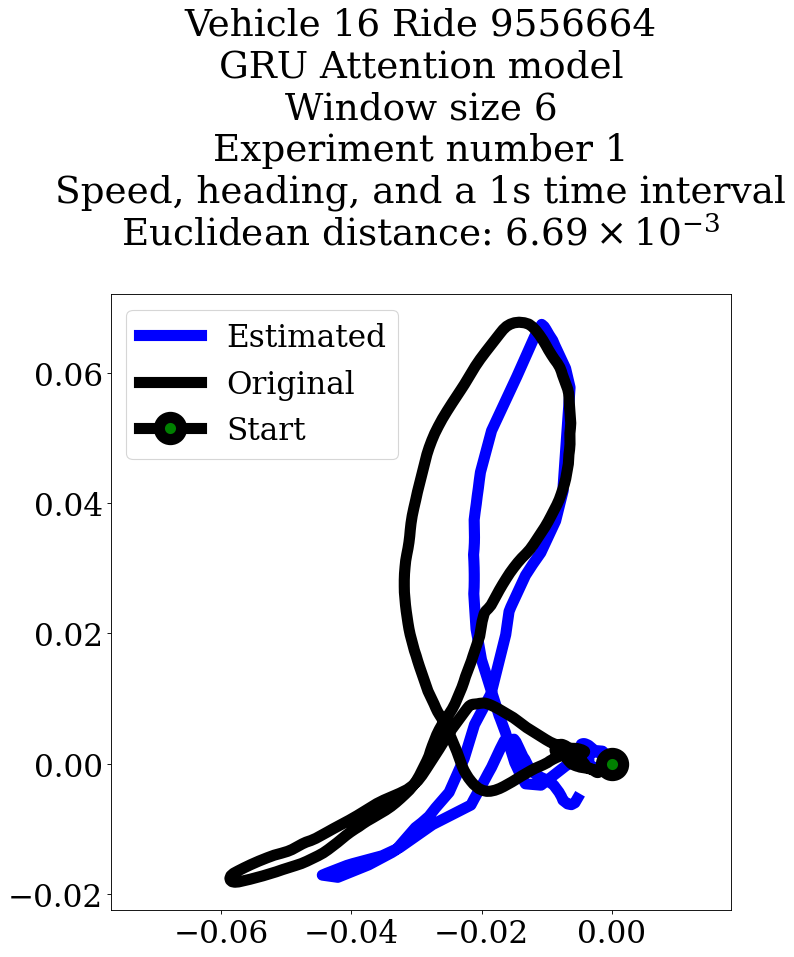 Vehicle 16 Ride 9556664
GRU Attention model
Window size 6
Experiment number 1
Speed, heading, and a 1s time interval
Euclidean distance: 6.69 × 10⁻³
Estimated
Original
Start
0.06
0.04
0.02
0.00
−0.02
−0.06
−0.04
−0.02
0.00